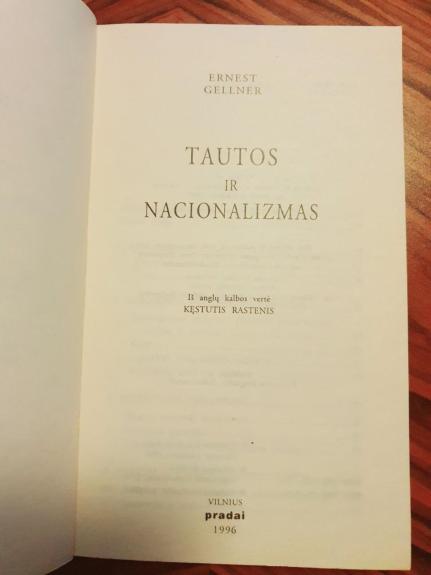 ERNEST
GELLNER
TAUTOS
IR
NACIONALIZMAS
Iš anglų kalbos vertė
KĘSTUTIS RASTENIS
VILNIUS
pradai
1996